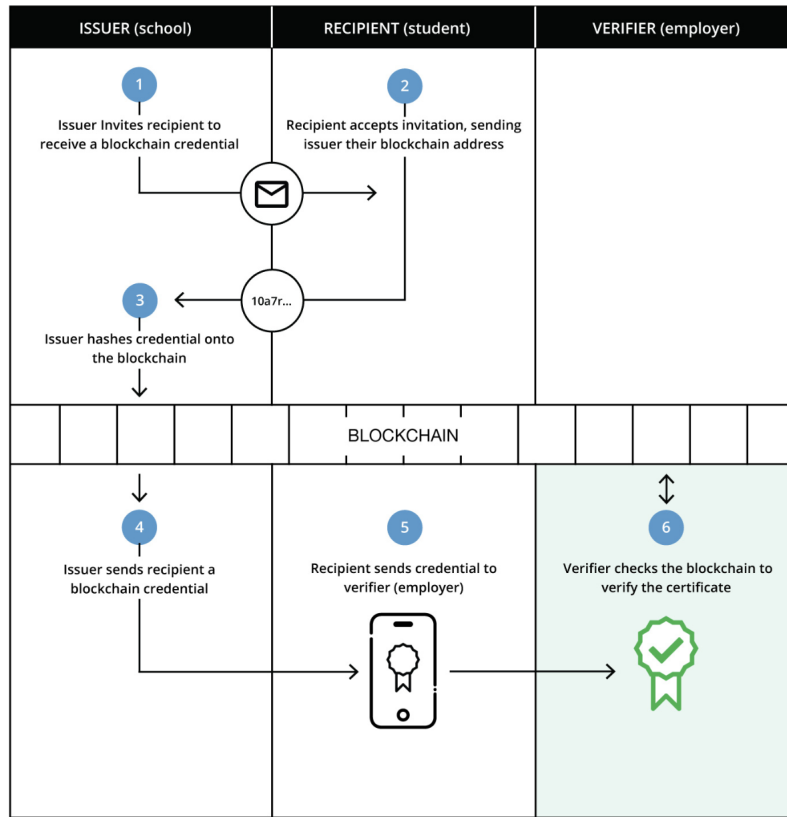 ISSUER (school)
RECIPIENT (student)
VERIFIER (employer)
1
Issuer Invites recipient to
receive a blockchain credential
2
Recipient accepts invitation, sending
issuer their blockchain address
10a7r...
3
Issuer hashes credential onto
the blockchain
BLOCKCHAIN
4
Issuer sends recipient a
blockchain credential
5
Recipient sends credential to
verifier (employer)
6
Verifier checks the blockchain to
verify the certificate